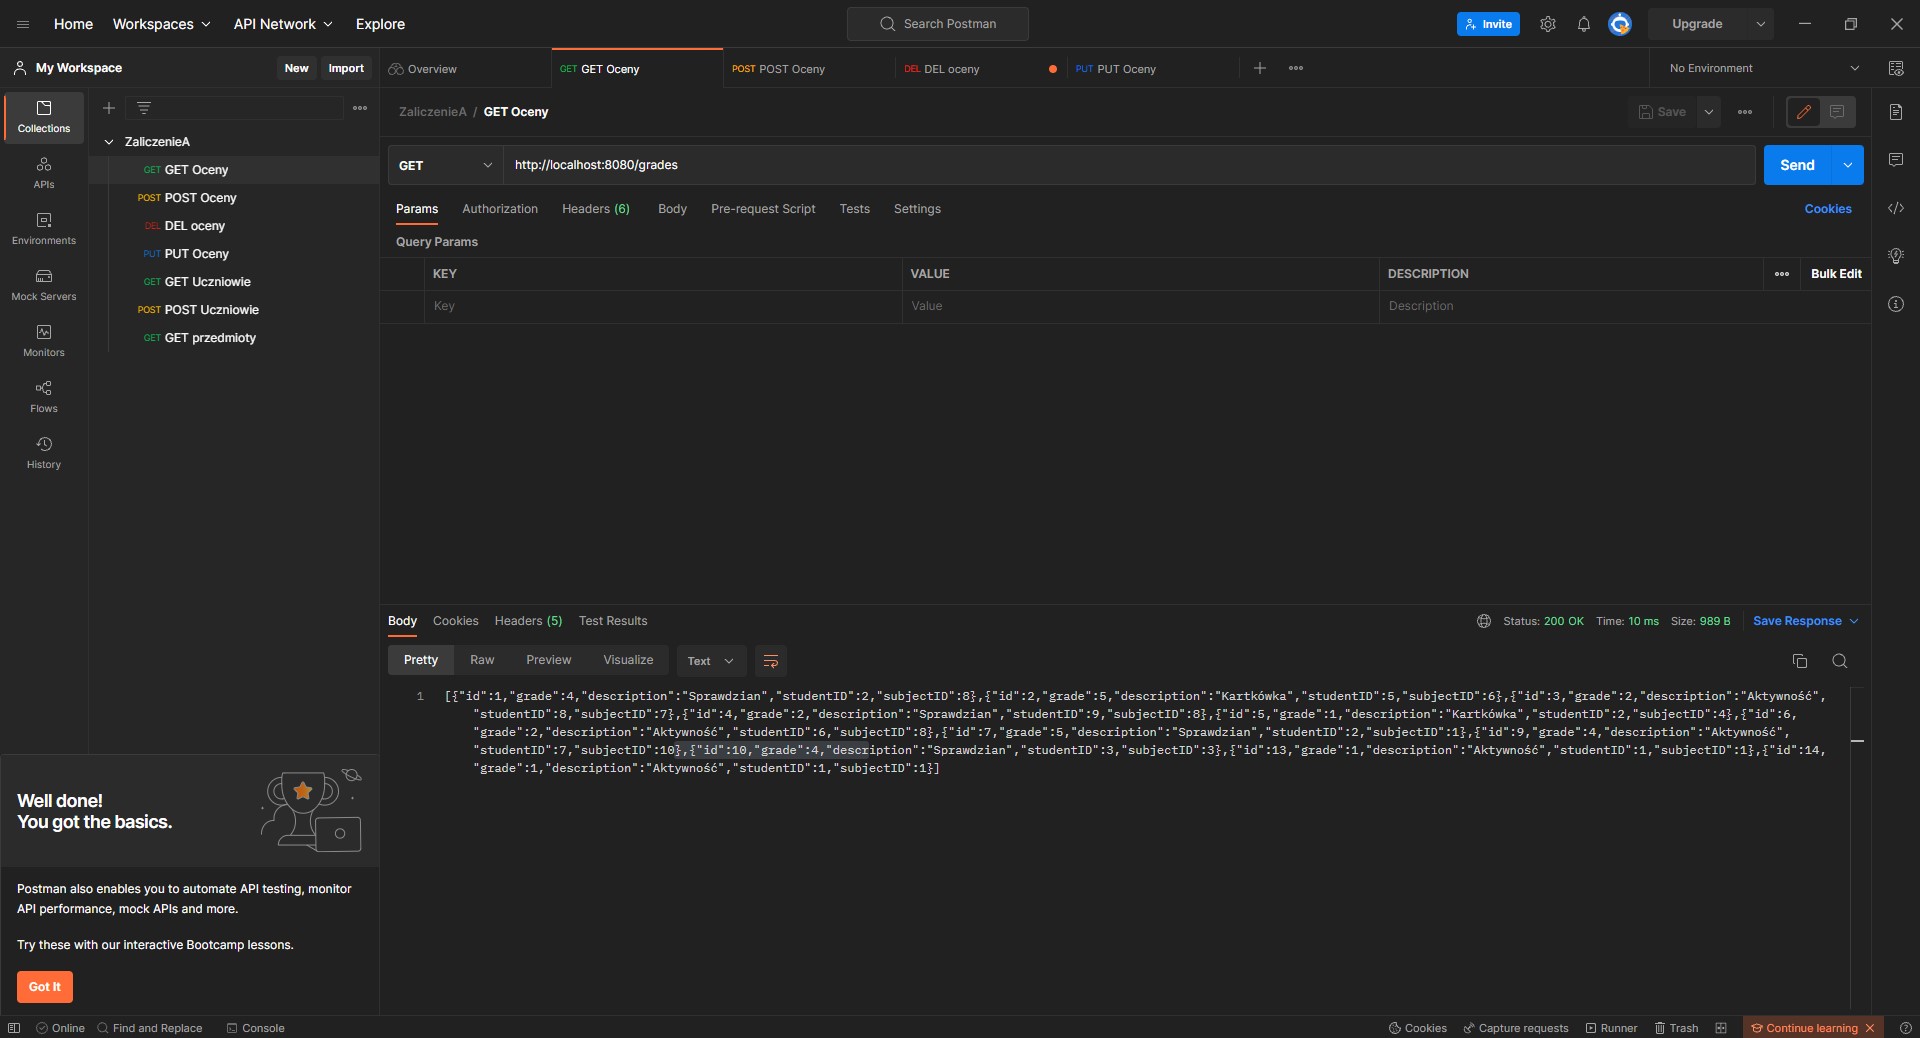 Home Workspaces API Network Explore Search Postman Invite Upgrade
My Workspace New Import Overview GET GET Oceny POST POST Oceny DEL DEL oceny PUT PUT Oceny No Environment
Collections
APIs
Environments
Mock Servers
Monitors
Flows
History
ZaliczenieA
GET GET Oceny
POST POST Oceny
DEL DEL oceny
PUT PUT Oceny
GET GET Uczniowie
POST POST Uczniowie
GET GET przedmioty
ZaliczenieA / GET Oceny Save
GET http://localhost:8080/grades Send
Params Authorization Headers (6) Body Pre-request Script Tests Settings Cookies
Query Params
KEY VALUE DESCRIPTION Bulk Edit
Key Value Description
Body Cookies Headers (5) Test Results Status: 200 OK Time: 10 ms Size: 989 B Save Response
Pretty Raw Preview Visualize Text
1 [{"id":1,"grade":4,"description":"Sprawdzian","studentID":2,"subjectID":8},{"id":2,"grade":5,"description":"Kartkówka","studentID":5,"subjectID":6},{"id":3,"grade":2,"description":"Aktywność",
"studentID":8,"subjectID":7},{"id":4,"grade":2,"description":"Sprawdzian","studentID":9,"subjectID":8},{"id":5,"grade":1,"description":"Kartkówka","studentID":2,"subjectID":4},{"id":6,
"grade":2,"description":"Aktywność","studentID":6,"subjectID":8},{"id":7,"grade":5,"description":"Sprawdzian","studentID":2,"subjectID":1},{"id":9,"grade":4,"description":"Aktywność",
"studentID":7,"subjectID":10},{"id":10,"grade":4,"description":"Sprawdzian","studentID":3,"subjectID":3},{"id":13,"grade":1,"description":"Aktywność","studentID":1,"subjectID":1},{"id":14,
"grade":1,"description":"Aktywność","studentID":1,"subjectID":1}]
Well done!
You got the basics.
Postman also enables you to automate API testing, monitor
API performance, mock APIs and more.
Try these with our interactive Bootcamp lessons.
Got It
Online Find and Replace Console Cookies Capture requests Runner Trash Continue learning